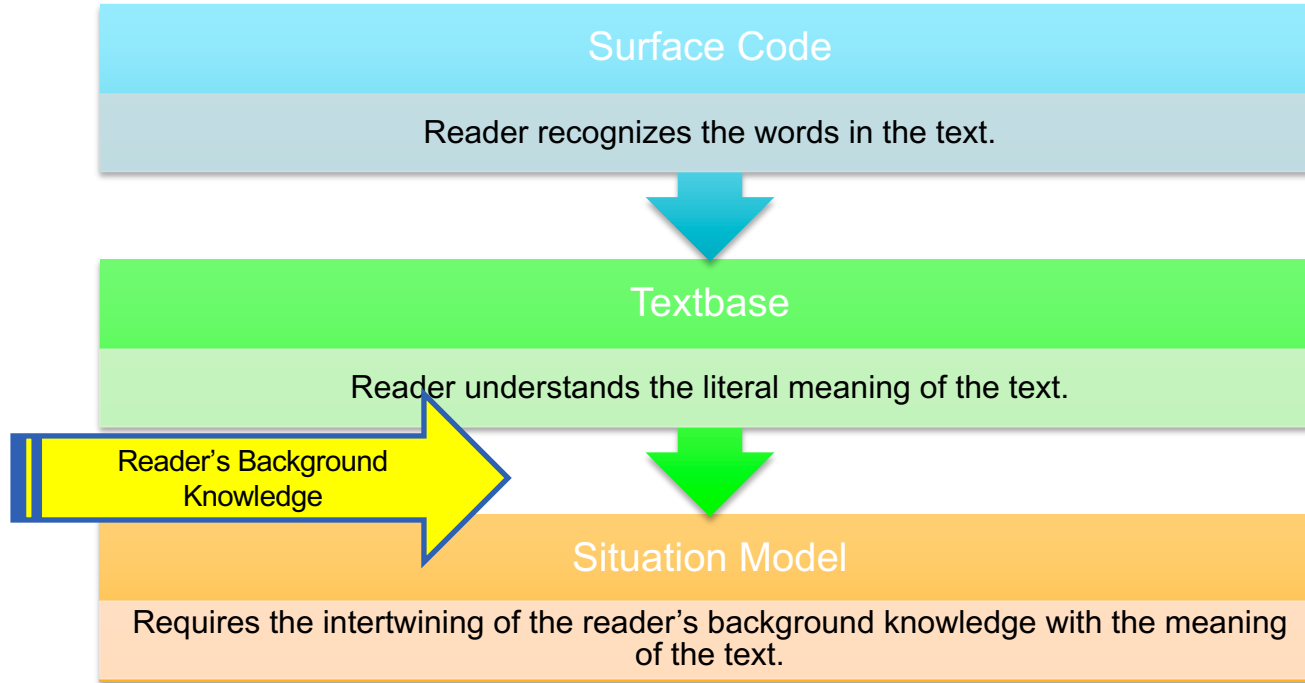 Surface Code
Reader recognizes the words in the text.
Textbase
Reader understands the literal meaning of the text.
Reader’s Background
Knowledge
Situation Model
Requires the intertwining of the reader’s background knowledge with the meaning
of the text.